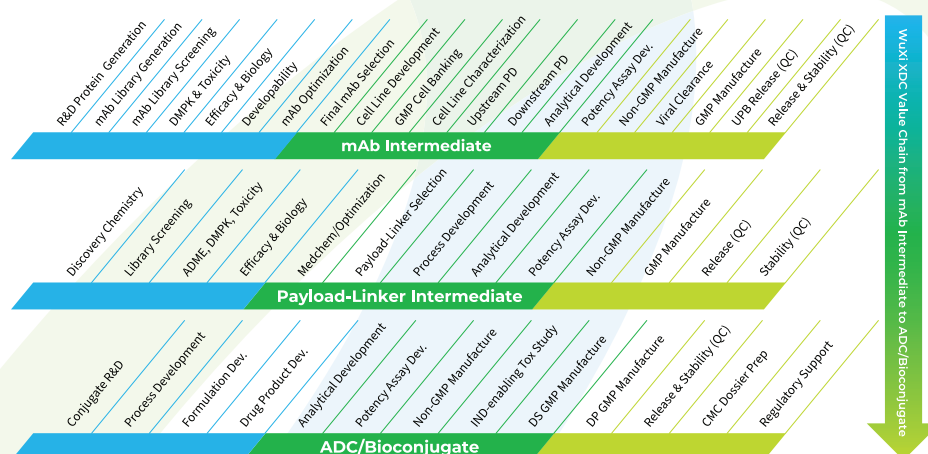 R&D Protein Generation
mAb Library Generation
mAb Library Screening
DMPK & Toxicity
Efficacy & Biology
Developability
mAb Optimization
Final mAb Selection
Cell Line Development
GMP Cell Banking
Cell Line Characterization
Upstream PD
Downstream PD
Analytical Development
Potency Assay Dev.
Non-GMP Manufacture
Viral Clearance
GMP Manufacture
UPB Release (QC)
Release & Stability (QC)
mAb Intermediate
Discovery Chemistry
Library Screening
ADME, DMPK, Toxicity
Efficacy & Biology
Medchem/Optimization
Payload-Linker Selection
Process Development
Analytical Development
Potency Assay Dev.
Non-GMP Manufacture
GMP Manufacture
Release (QC)
Stability (QC)
Payload-Linker Intermediate
Conjugate R&D
Process Development
Formulation Dev.
Drug Product Dev.
Analytical Development
Potency Assay Dev.
Non-GMP Manufacture
IND-enabling Tox Study
DS GMP Manufacture
DP GMP Manufacture
Release & Stability (QC)
CMC Dossier Prep
Regulatory Support
ADC/Bioconjugate
WuXi XDC Value Chain from mAb Intermediate to ADC/Bioconjugate